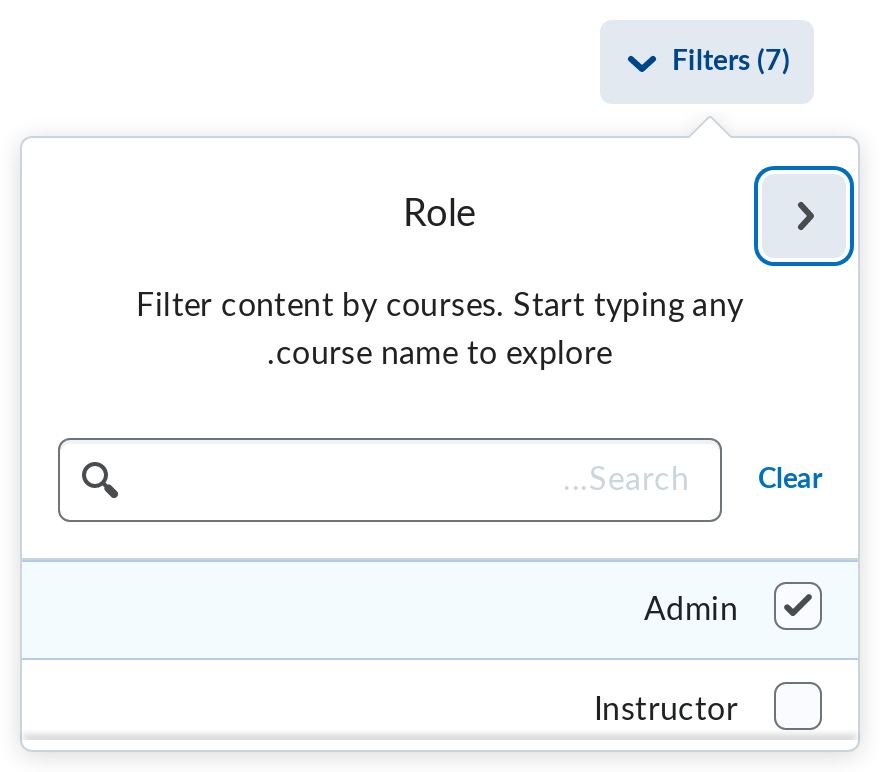 Filters (7)
Role
Filter content by courses. Start typing any
.course name to explore
...Search
Clear
Admin
Instructor